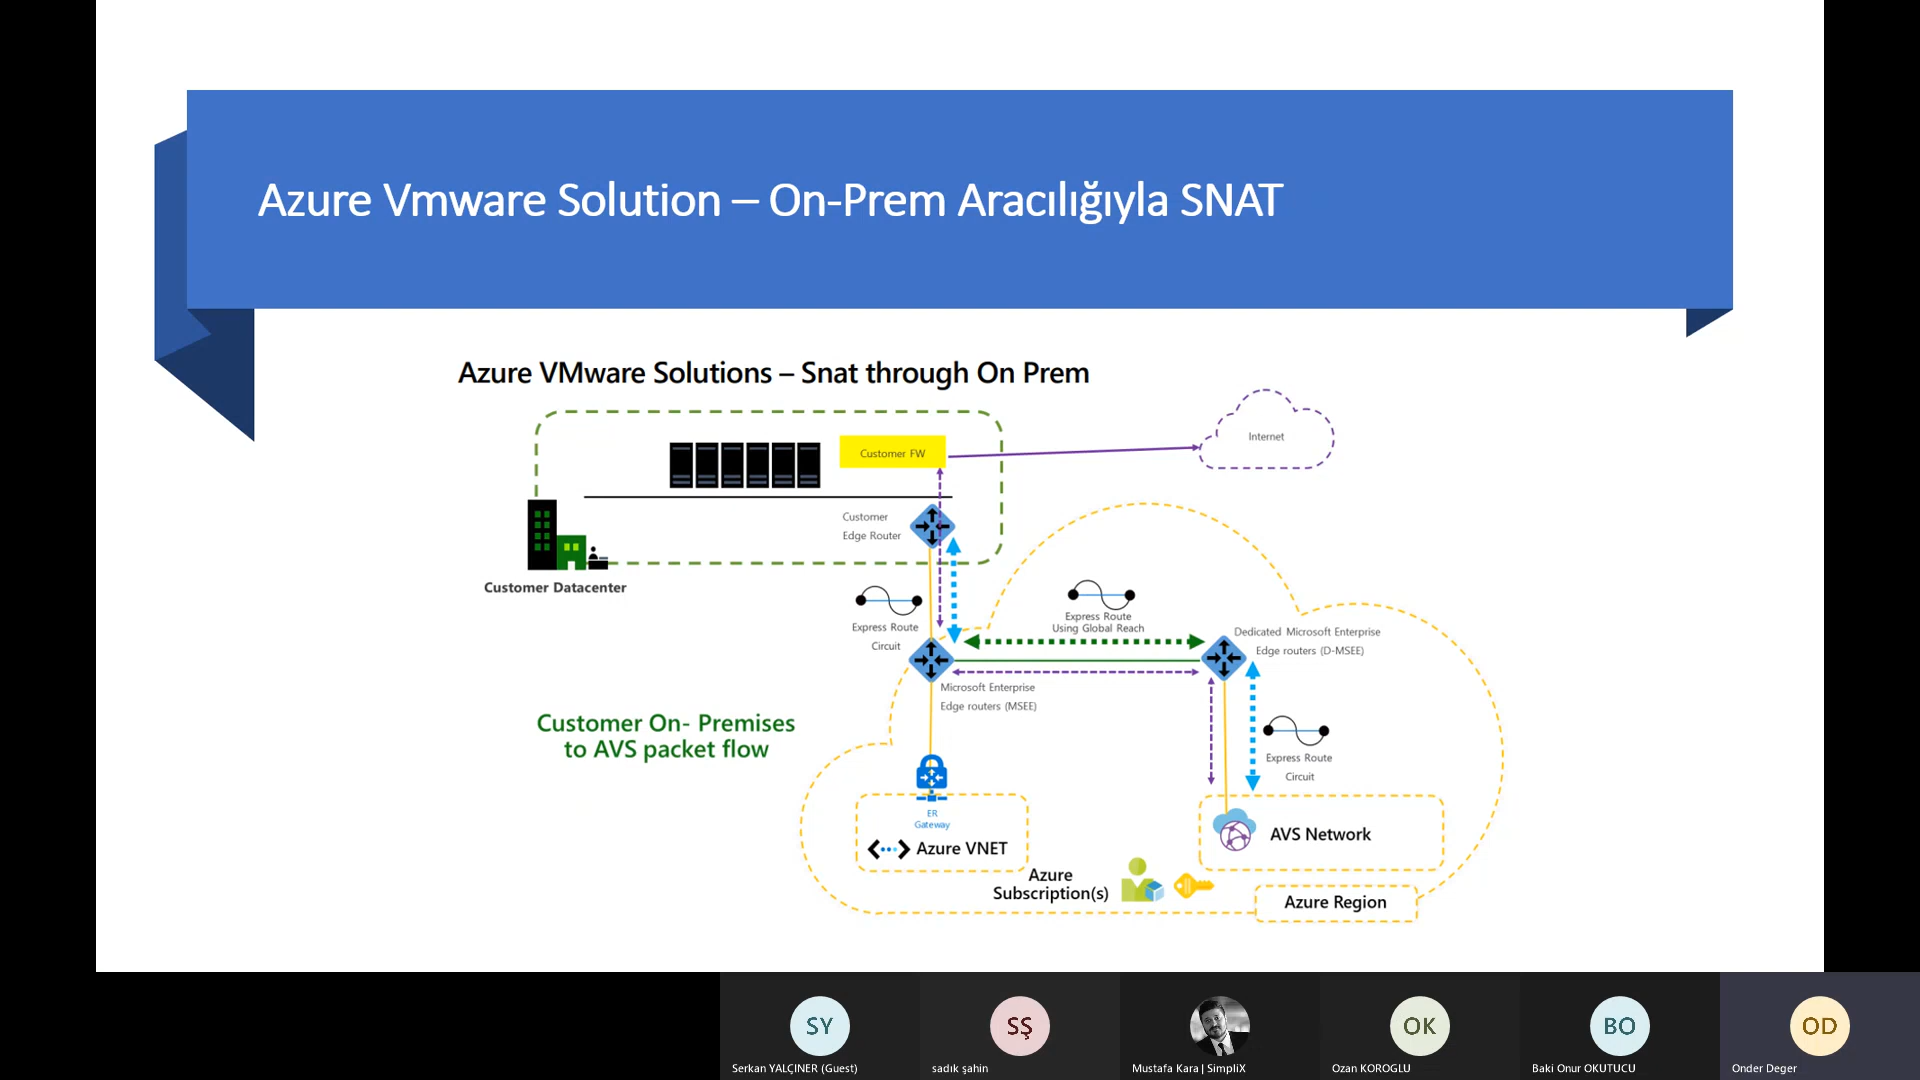 Azure Vmware Solution – On-Prem Aracılığıyla SNAT
Azure VMware Solutions – Snat through On Prem
Customer FW
Internet
Customer
Edge Router
Customer Datacenter
Express Route
Circuit
Express Route
Using Global Reach
Dedicated Microsoft Enterprise
Edge routers (D-MSEE)
Microsoft Enterprise
Edge routers (MSEE)
Customer On- Premises
to AVS packet flow
Express Route
Circuit
ER
Gateway
Azure VNET
AVS Network
Azure
Subscription(s)
Azure Region
SY
SŞ
OK
BO
OD
Serkan YALÇINER (Guest)
sadık şahin
Mustafa Kara | SimpliX
Ozan KOROGLU
Baki Onur OKUTUCU
Onder Deger